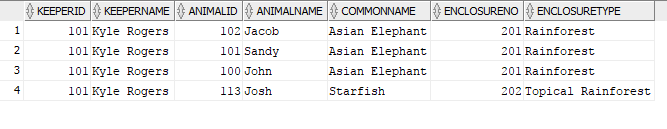 KEEPERID KEEPERNAME ANIMALID ANIMALNAME COMMONNAME ENCLOSURENO ENCLOSURETYPE
1 101 Kyle Rogers 102 Jacob Asian Elephant 201 Rainforest
2 101 Kyle Rogers 101 Sandy Asian Elephant 201 Rainforest
3 101 Kyle Rogers 100 John Asian Elephant 201 Rainforest
4 101 Kyle Rogers 113 Josh Starfish 202 Topical Rainforest